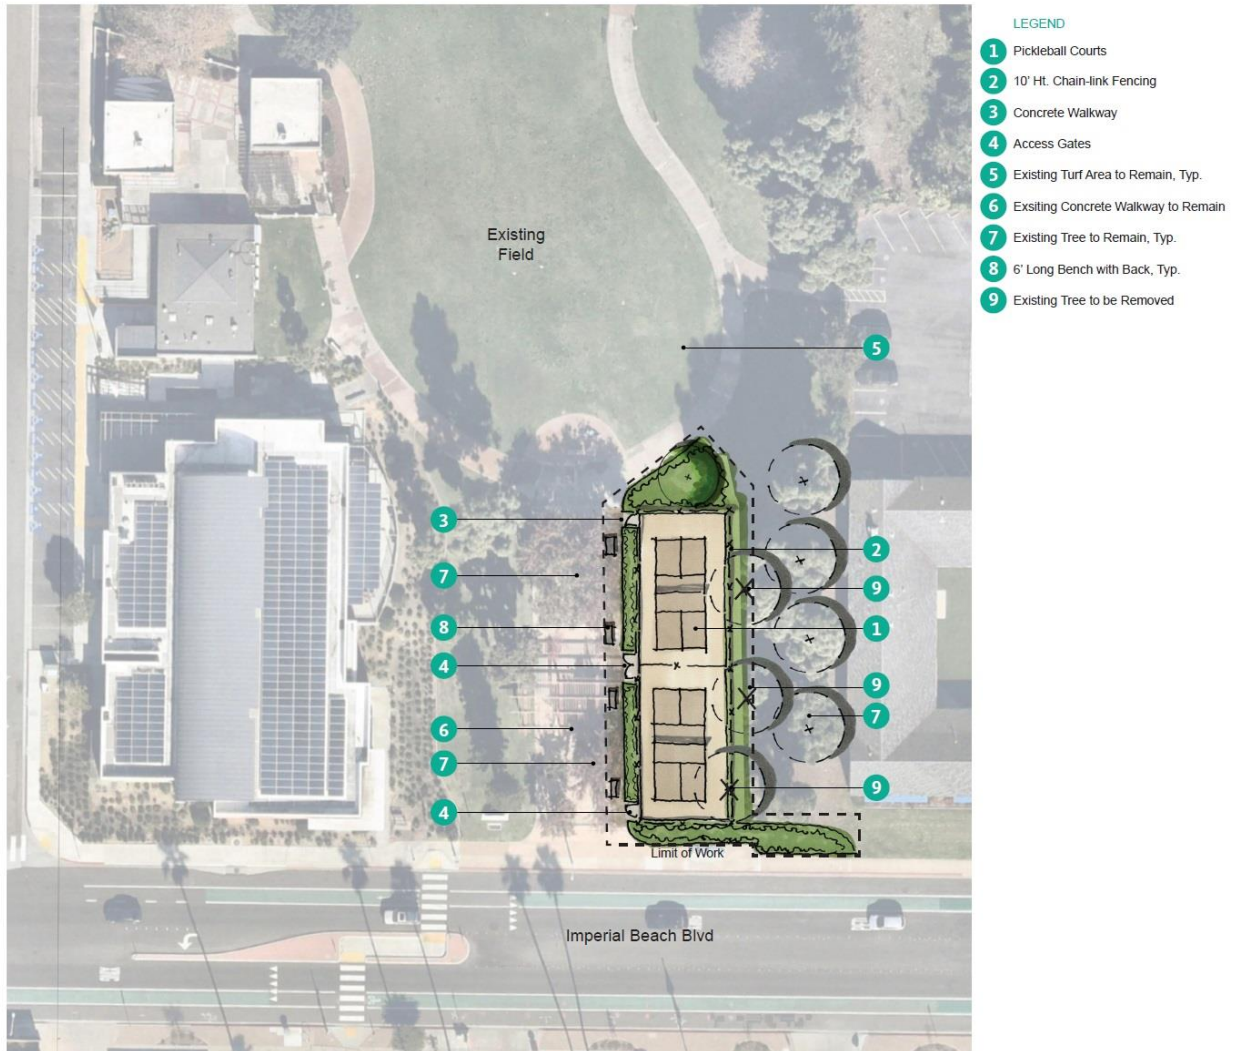 LEGEND
1 Pickleball Courts
2 10' Ht. Chain-link Fencing
3 Concrete Walkway
4 Access Gates
5 Existing Turf Area to Remain, Typ.
6 Exsiting Concrete Walkway to Remain
7 Existing Tree to Remain, Typ.
8 6' Long Bench with Back, Typ.
9 Existing Tree to be Removed
Existing
Field
5
3
2
7
9
8
1
4
9
7
6
7
9
4
Limit of Work
Imperial Beach Blvd